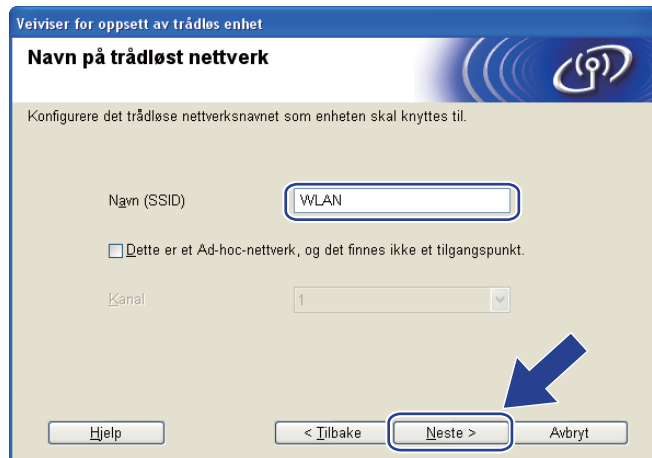 Veiviser for oppsett av trådløs enhet
Navn på trådløst nettverk
Konfigurere det trådløse nettverksnavnet som enheten skal knyttes til.
Navn (SSID) WLAN
Dette er et Ad-hoc-nettverk, og det finnes ikke et tilgangspunkt.
Kanal 1
Hjelp < Tilbake Neste > Avbryt